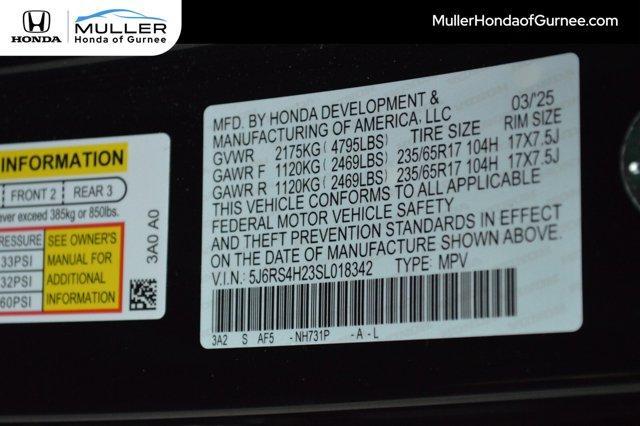 HONDA
MULLER
Honda of Gurnee
MullerHondaofGurnee.com
INFORMATION
FRONT 2 REAR 3
ever exceed 385kg or 850lbs.
RESSURE
33PSI
32PSI
60PSI
SEE OWNER'S
MANUAL FOR
ADDITIONAL
INFORMATION
3A0 A0
MFD. BY HONDA DEVELOPMENT & 03/'25
MANUFACTURING OF AMERICA, LLC TIRE SIZE RIM SIZE
GVWR 2175KG(4795LBS)
GAWR F 1120KG(2469LBS) 235/65R17 104H 17X7.5J
GAWR R 1120KG(2469LBS) 235/65R17 104H 17X7.5J
THIS VEHICLE CONFORMS TO ALL APPLICABLE
FEDERAL MOTOR VEHICLE SAFETY
AND THEFT PREVENTION STANDARDS IN EFFECT
ON THE DATE OF MANUFACTURE SHOWN ABOVE.
V.I.N.: 5J6RS4H23SL018342 TYPE: MPV
3A2 S AF5 -NH731P -A-L